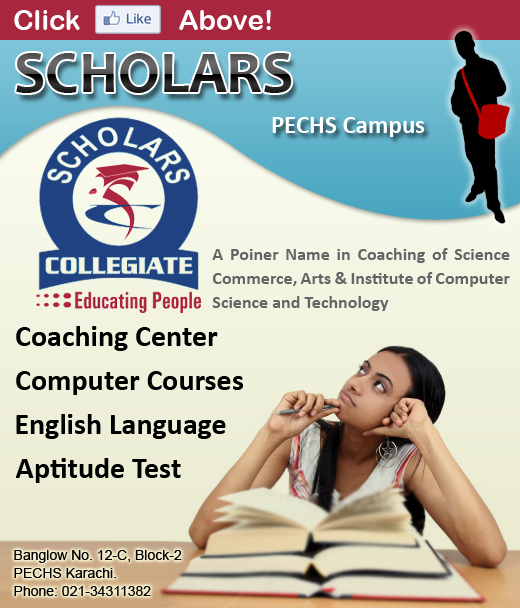 Click Like Above!
SCHOLARS
PECHS Campus
SCHOLARS
COLLEGIATE
Educating People
A Poiner Name in Coaching of Science
Commerce, Arts & Institute of Computer
Science and Technology
Coaching Center
Computer Courses
English Language
Aptitude Test
Banglow No. 12-C, Block-2
PECHS Karachi.
Phone: 021-34311382